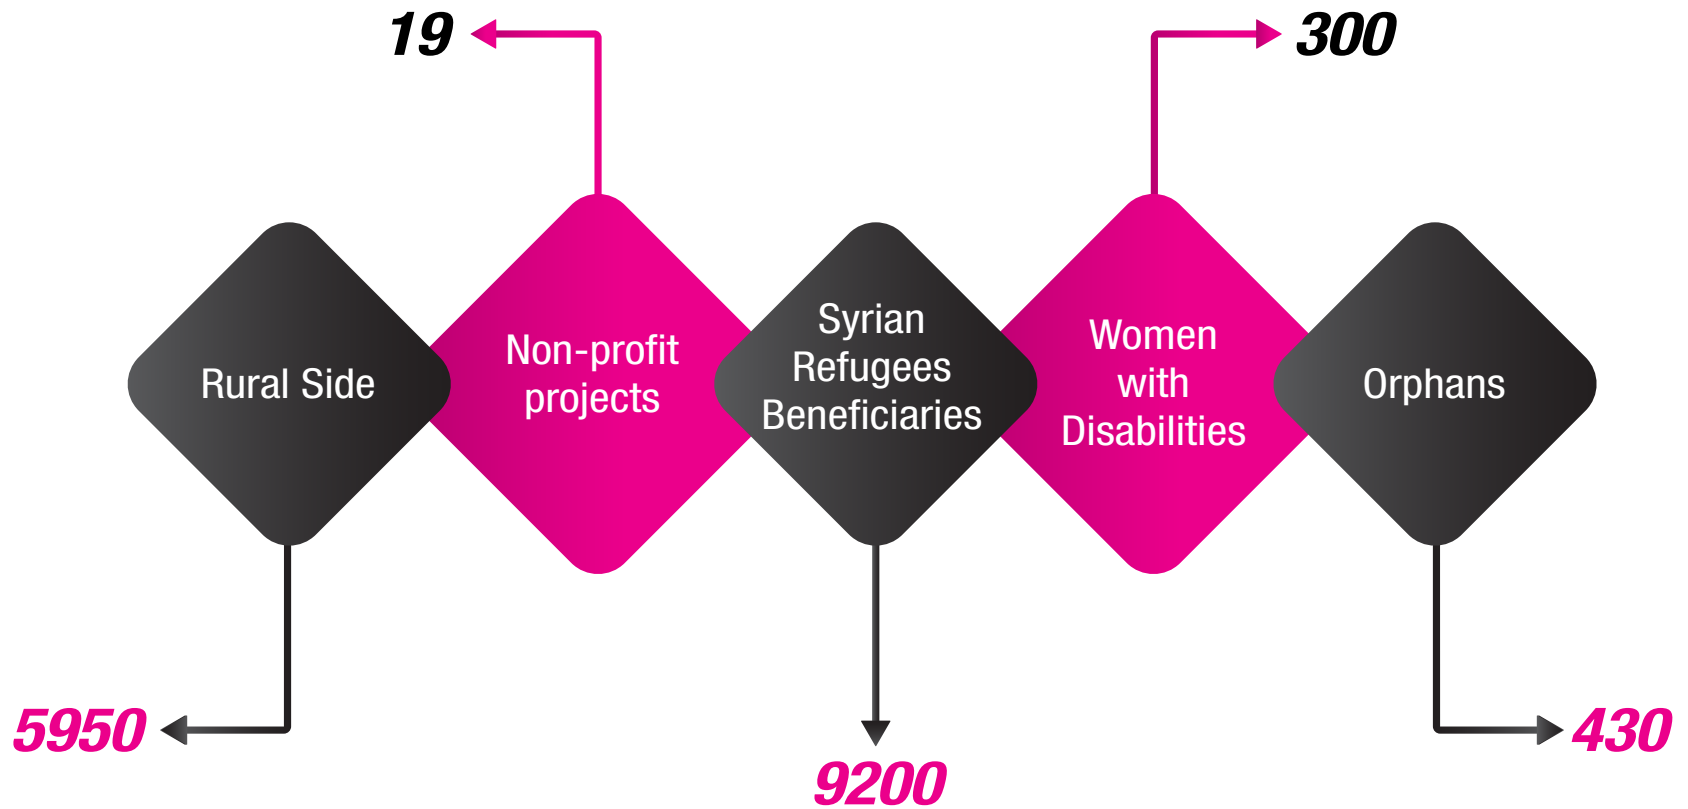 19
300
Rural Side
Non-profit
projects
Syrian
Refugees
Beneficiaries
Women
with
Disabilities
Orphans
5950
9200
430